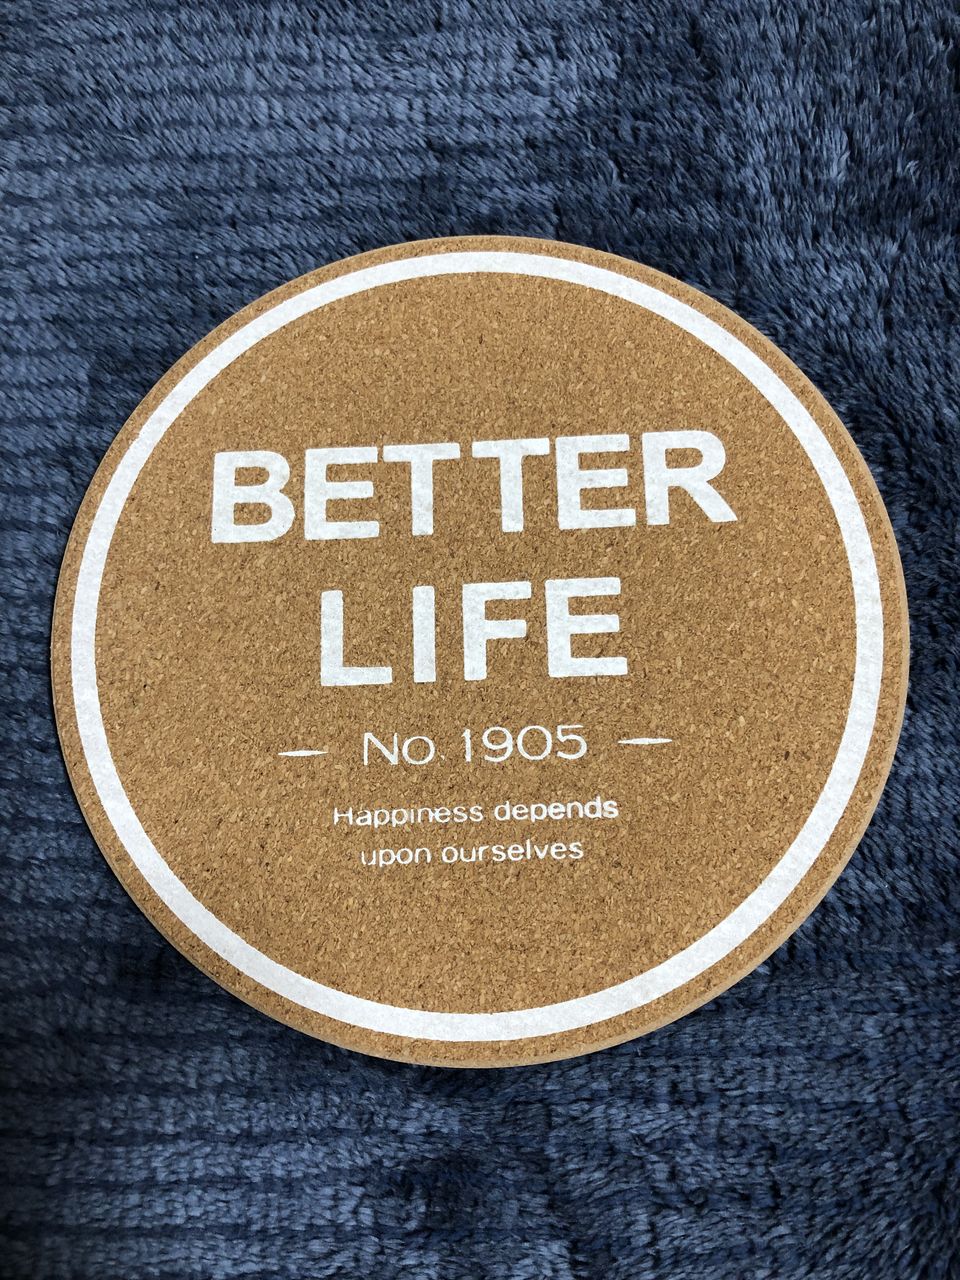 BETTER
LIFE
— No. 1905 —
Happiness depends
upon ourselves